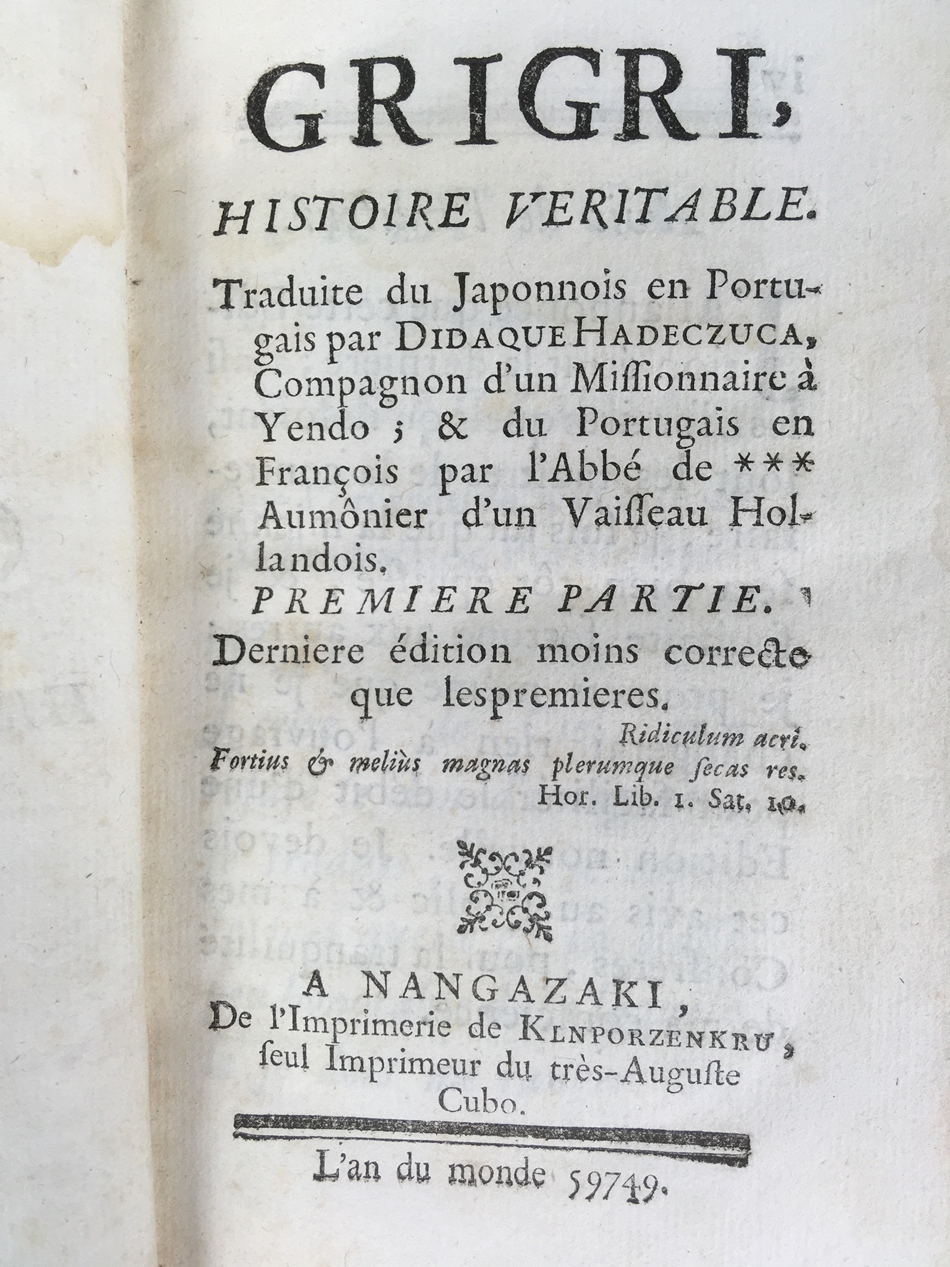 GRIGRI,
HISTOIRE VERITABLE.
Traduite du Japonnois en Portu-
gais par DIDAQUE HADECZUCA,
Compagnon d'un Miſſionnaire à
Yendo ; & du Portugais en
François par l'Abbé de ***
Aumônier d'un Vaiſſeau Hol-
landois.
PREMIERE PARTIE.
Derniere édition moins correcte
que lespremieres.
Ridiculum acri.
Fortius & meliùs magnas plerumque ſecas res.
Hor. Lib. 1. Sat. 10.
A NANGAZAKI,
De l'Imprimerie de KLNPORZENKRU,
ſeul Imprimeur du très-Auguſte
Cubo.
L'an du monde 59749.